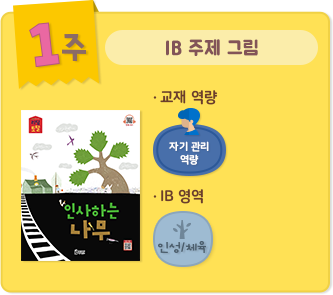 1주
IB 주제 그림
· 교재 역량
자기 관리
역량
· IB 영역
인성/체육
인사하는
나무